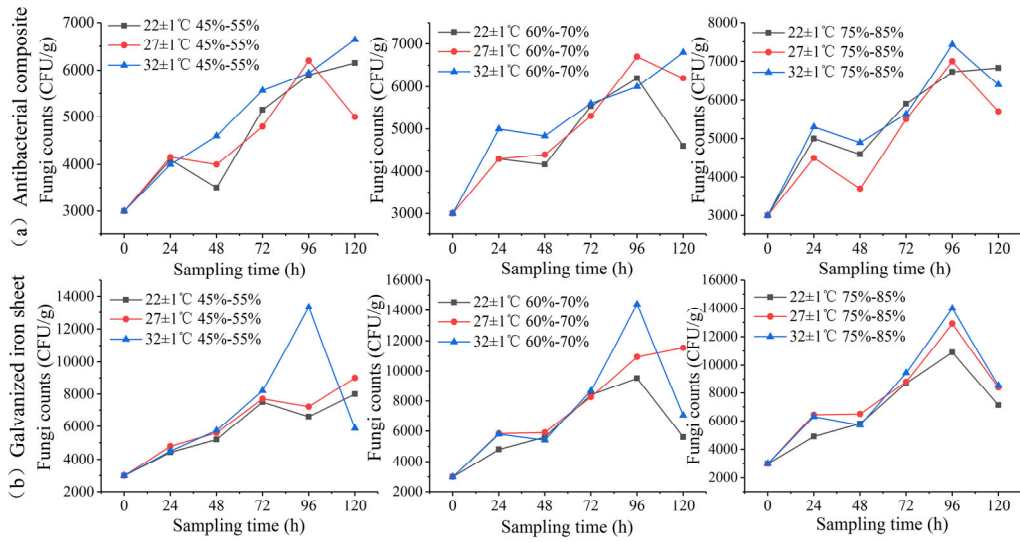 (a) Antibacterial composite
Fungi counts (CFU/g)
7000
6000
5000
4000
3000
22±1℃ 45%-55%
27±1℃ 45%-55%
32±1℃ 45%-55%
0 24 48 72 96 120
Sampling time (h)
Fungi counts (CFU/g)
7000
6000
5000
4000
3000
22±1℃ 60%-70%
27±1℃ 60%-70%
32±1℃ 60%-70%
0 24 48 72 96 120
Sampling time (h)
Fungi counts (CFU/g)
8000
7000
6000
5000
4000
3000
22±1℃ 75%-85%
27±1℃ 75%-85%
32±1℃ 75%-85%
0 24 48 72 96 120
Sampling time (h)
(b) Galvanized iron sheet
Fungi counts (CFU/g)
14000
12000
10000
8000
6000
4000
2000
22±1℃ 45%-55%
27±1℃ 45%-55%
32±1℃ 45%-55%
0 24 48 72 96 120
Sampling time (h)
Fungi counts (CFU/g)
16000
14000
12000
10000
8000
6000
4000
2000
22±1℃ 60%-70%
27±1℃ 60%-70%
32±1℃ 60%-70%
0 24 48 72 96 120
Sampling time (h)
Fungi counts (CFU/g)
16000
14000
12000
10000
8000
6000
4000
2000
22±1℃ 75%-85%
27±1℃ 75%-85%
32±1℃ 75%-85%
0 24 48 72 96 120
Sampling time (h)